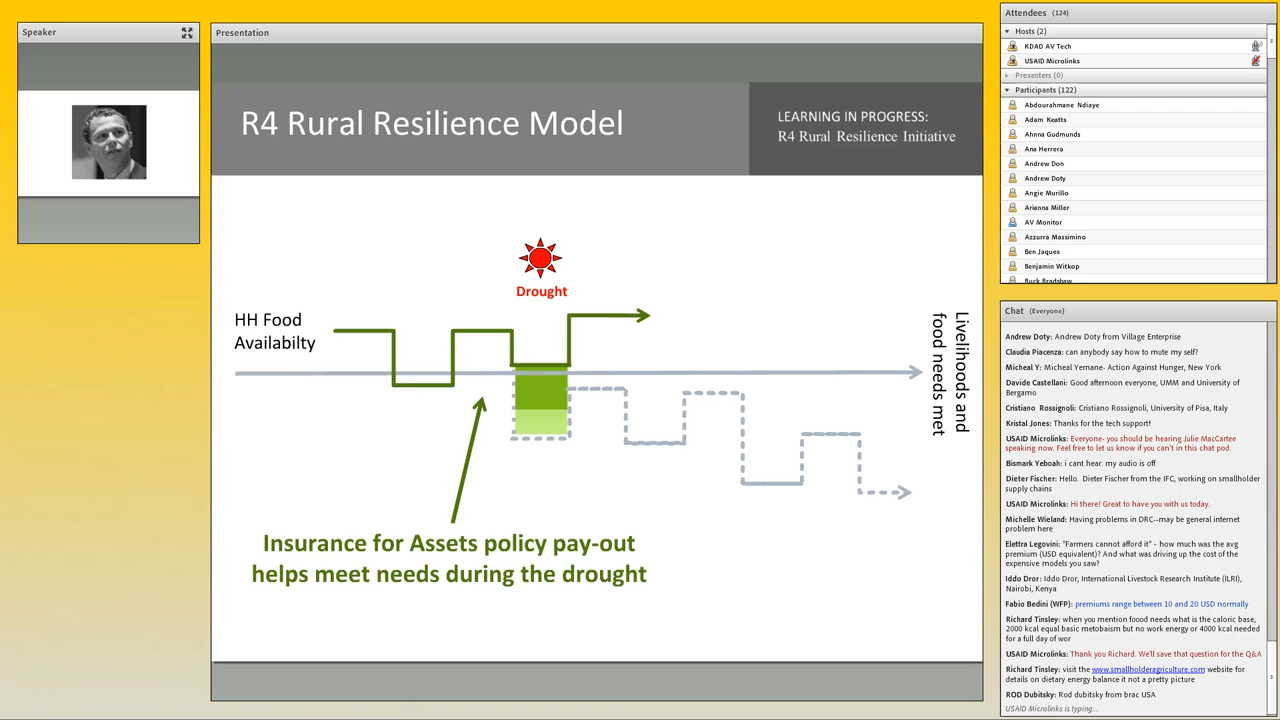 Speaker
Presentation
R4 Rural Resilience Model
LEARNING IN PROGRESS:
R4 Rural Resilience Initiative
Drought
HH Food
Availabilty
Livelihoods and
food needs met
Insurance for Assets policy pay-out
helps meet needs during the drought
Attendees (124)
Hosts (2)
KDAD AV Tech
USAID Microlinks
Presenters (0)
Participants (122)
Abdourahmane Ndiaye
Adam Keatts
Ahnna Gudmunds
Ana Herrera
Andrew Don
Andrew Doty
Angie Murillo
Arianna Miller
AV Monitor
Azzurra Massimino
Ben Jaques
Benjamin Witkop
Buck Bradshaw
Chat (Everyone)
Andrew Doty: Andrew Doty from Village Enterprise
Claudia Piacenza: can anybody say how to mute my self?
Micheal Y: Micheal Yemane- Action Against Hunger, New York
Davide Castellani: Good afternoon everyone, UMM and University of
Bergamo
Cristiano Rossignoli: Cristiano Rossignoli, University of Pisa, Italy
Kristal Jones: Thanks for the tech support!
USAID Microlinks: Everyone- you should be hearing Julie MacCartee
speaking now. Feel free to let us know if you can't in this chat pod.
Bismark Yeboah: i cant hear. my audio is off
Dieter Fischer: Hello. Dieter Fischer from the IFC, working on smallholder
supply chains
USAID Microlinks: Hi there! Great to have you with us today.
Michelle Wieland: Having problems in DRC--may be general internet
problem here
Elettra Legovini: "Farmers cannot afford it" – how much was the avg
premium (USD equivalent)? And what was driving up the cost of the
expensive models you saw?
Iddo Dror: Iddo Dror, International Livestock Research Institute (ILRI),
Nairobi, Kenya
Fabio Bedini (WFP): premiums range between 10 and 20 USD normally
Richard Tinsley: when you mention foood needs what is the caloric base,
2000 kcal equal basic metobaism but no work energy or 4000 kcal needed
for a full day of wor
USAID Microlinks: Thank you Richard. We'll save that question for the Q&A
Richard Tinsley: visit the www.smallholderagriculture.com website for
details on dietary energy balance it not a pretty picture
ROD Dubitsky: Rod dubitsky from brac USA
USAID Microlinks is typing...